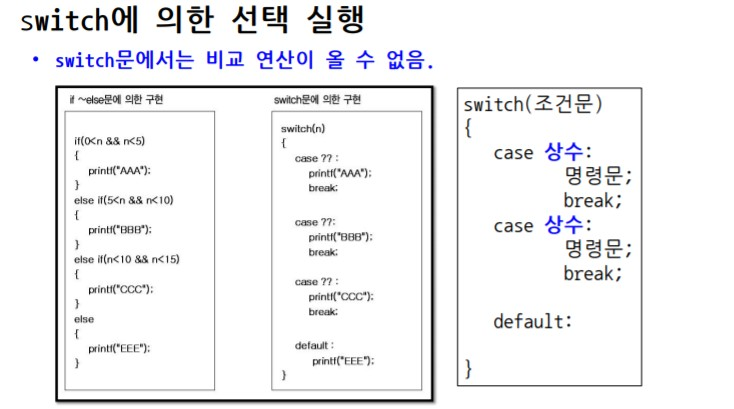 switch에 의한 선택 실행
• switch문에서는 비교 연산이 올 수 없음.
if ~else문에 의한 구현
if(0<n && n<5)
{
printf("AAA");
}
else if(5<n && n<10)
{
printf("BBB");
}
else if(n<10 && n<15)
{
printf("CCC");
}
else
{
printf("EEE");
}
switch문에 의한 구현
switch(n)
{
case ?? :
printf("AAA");
break;
case ??:
printf("BBB");
break;
case ?? :
printf("CCC");
break;
default :
printf("EEE");
}
switch(조건문)
{
case 상수:
명령문;
break;
case 상수:
명령문;
break;
default:
}